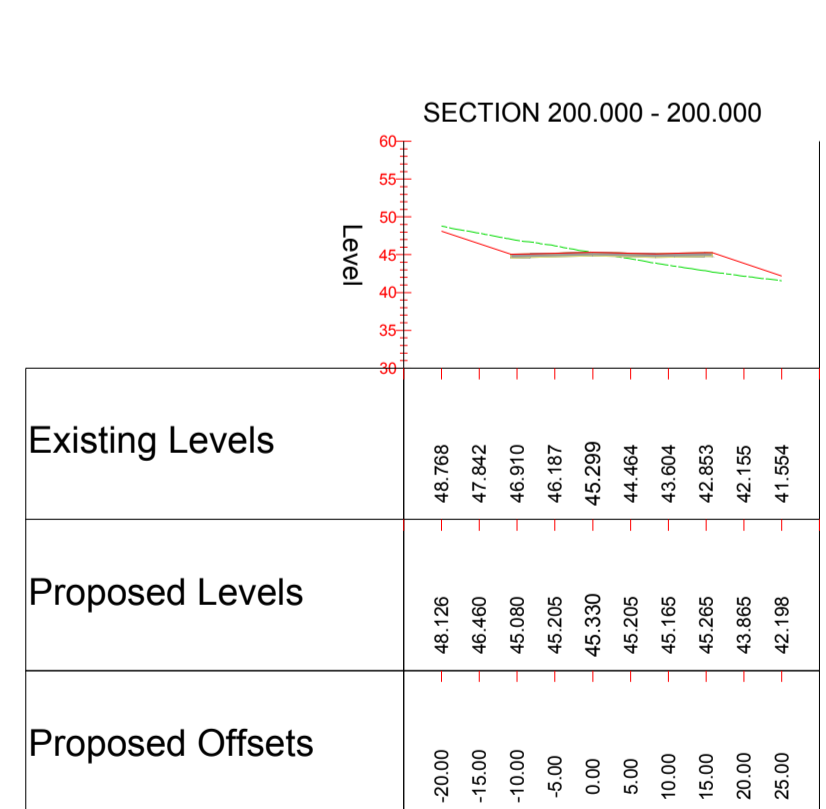 SECTION 200.000 - 200.000
60
55
50
45
40
35
30
Level
Existing Levels
48.768 47.842 46.910 46.187 45.299 44.464 43.604 42.853 42.155 41.554
Proposed Levels
48.126 46.460 45.080 45.205 45.330 45.205 45.165 45.265 43.865 42.198
Proposed Offsets
-20.00 -15.00 -10.00 -5.00 0.00 5.00 10.00 15.00 20.00 25.00